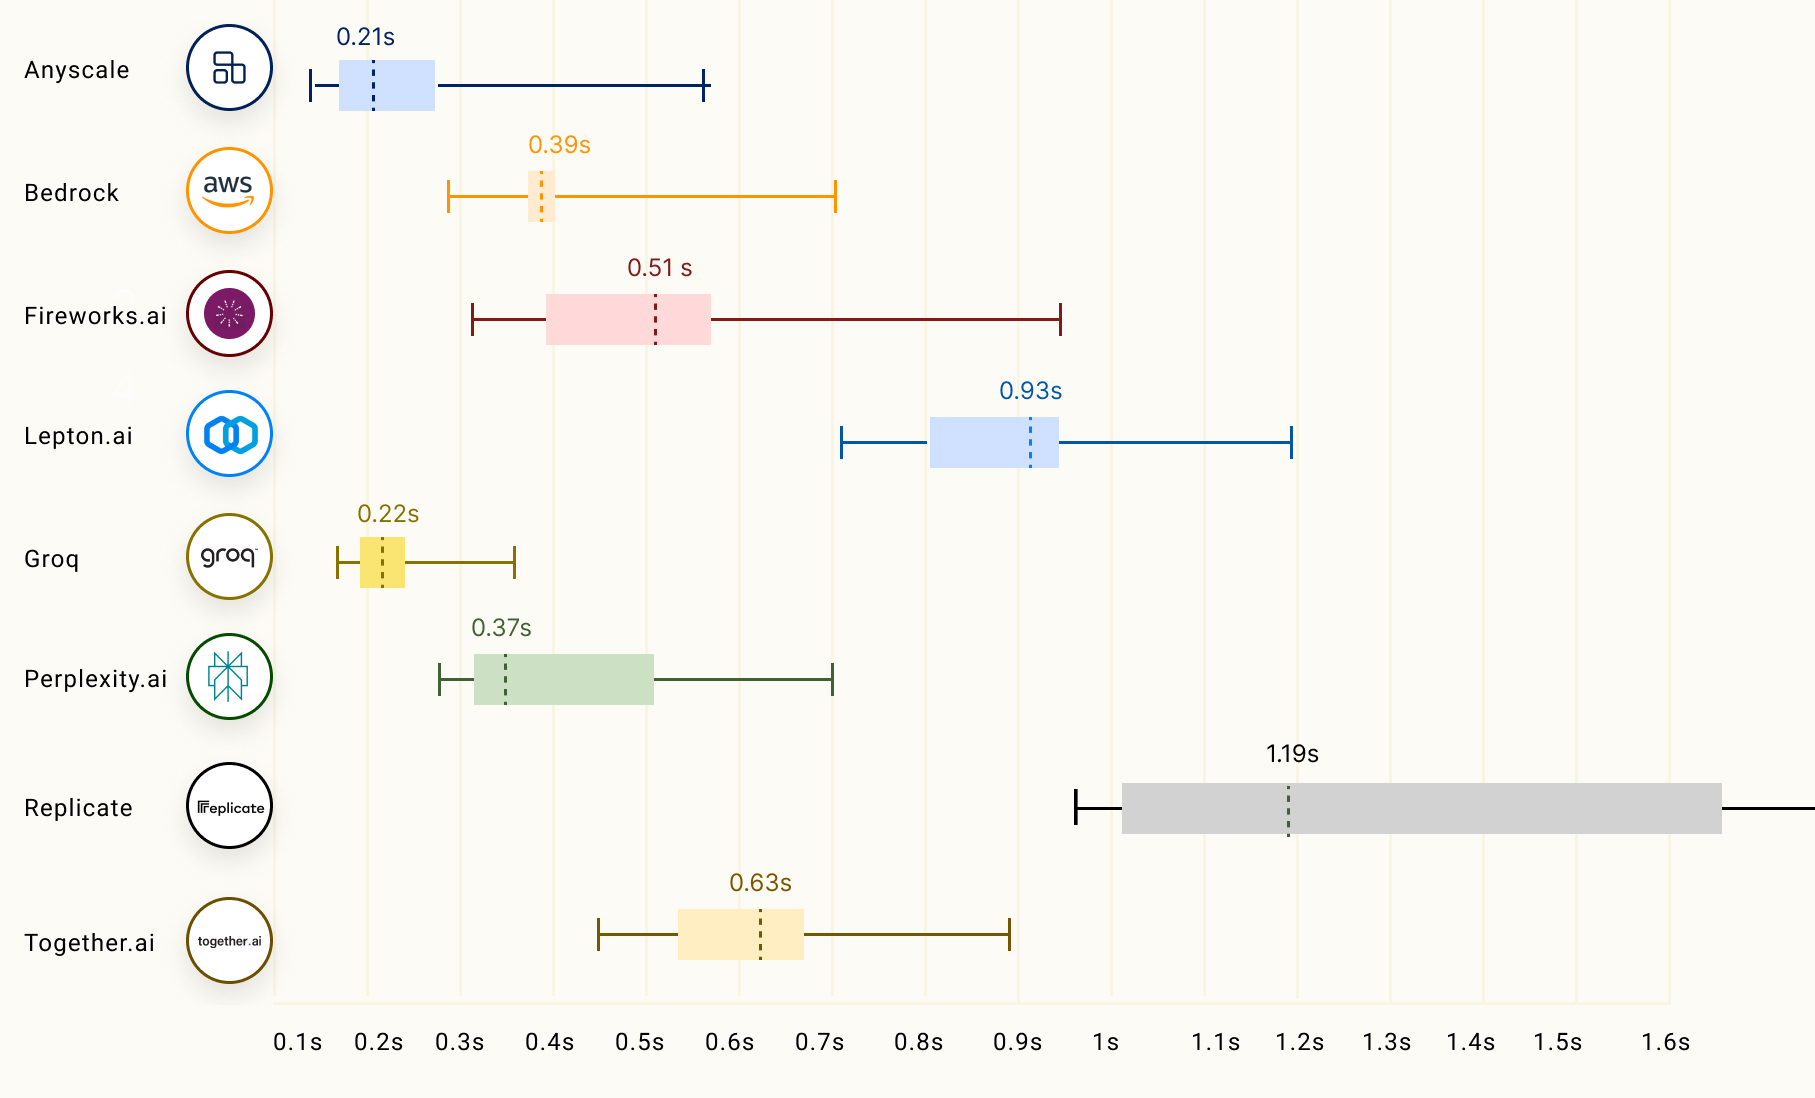 0.21s
Anyscale
0.39s
Bedrock
aws
0.51 s
Fireworks.ai
0.93s
Lepton.ai
0.22s
Groq
groq
0.37s
Perplexity.ai
1.19s
Replicate
replicate
0.63s
Together.ai
together.ai
0.1s 0.2s 0.3s 0.4s 0.5s 0.6s 0.7s 0.8s 0.9s 1s 1.1s 1.2s 1.3s 1.4s 1.5s 1.6s